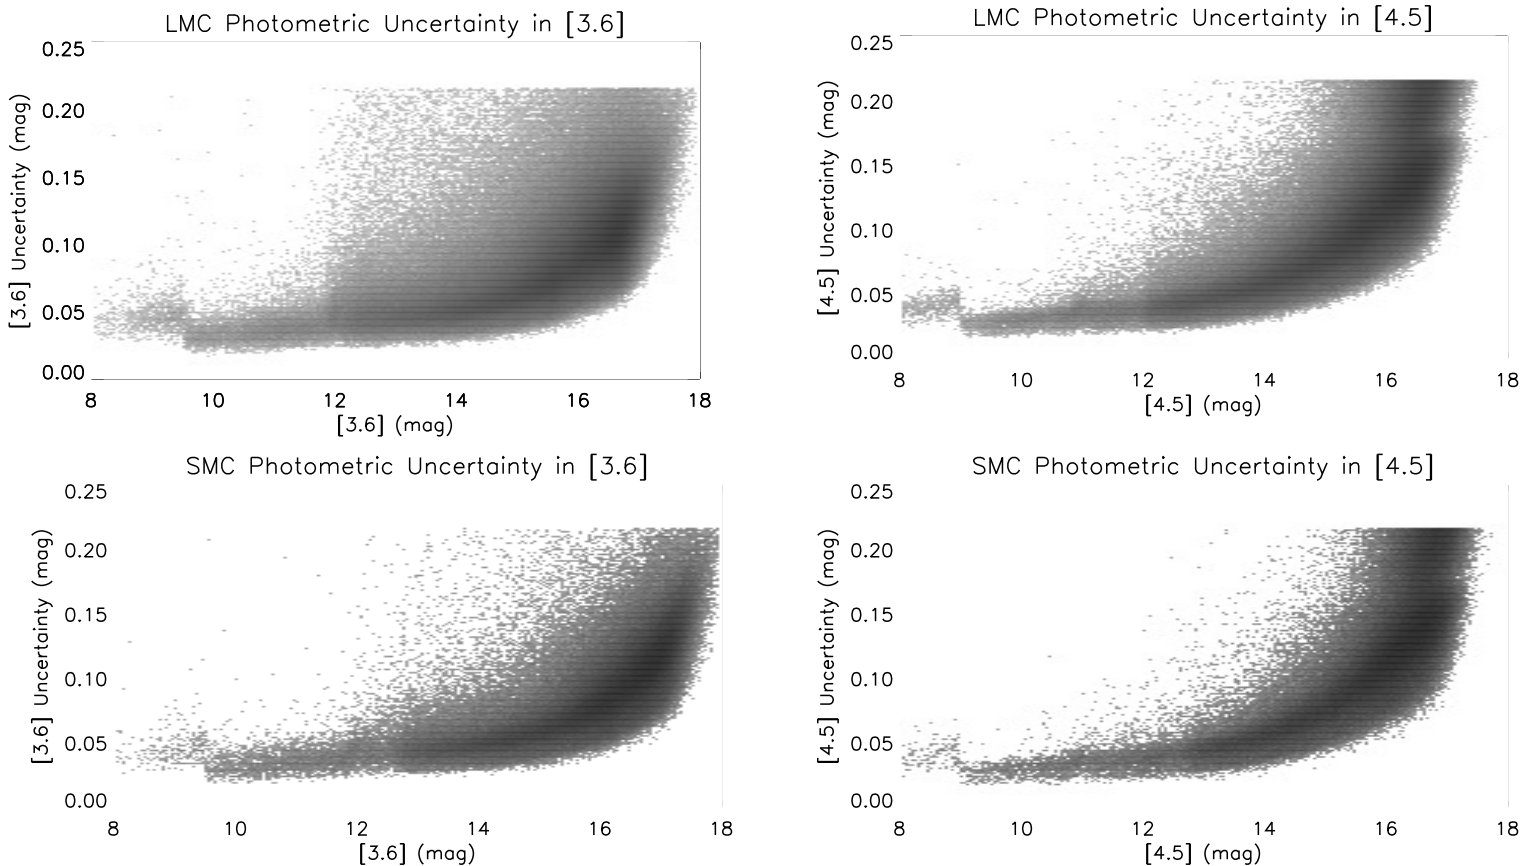 LMC Photometric Uncertainty in [3.6]
[3.6] Uncertainty (mag)
0.25
0.20
0.15
0.10
0.05
0.00
8 10 12 14 16 18
[3.6] (mag)
LMC Photometric Uncertainty in [4.5]
[4.5] Uncertainty (mag)
0.25
0.20
0.15
0.10
0.05
0.00
8 10 12 14 16 18
[4.5] (mag)
SMC Photometric Uncertainty in [3.6]
[3.6] Uncertainty (mag)
0.25
0.20
0.15
0.10
0.05
0.00
8 10 12 14 16 18
[3.6] (mag)
SMC Photometric Uncertainty in [4.5]
[4.5] Uncertainty (mag)
0.25
0.20
0.15
0.10
0.05
0.00
8 10 12 14 16 18
[4.5] (mag)